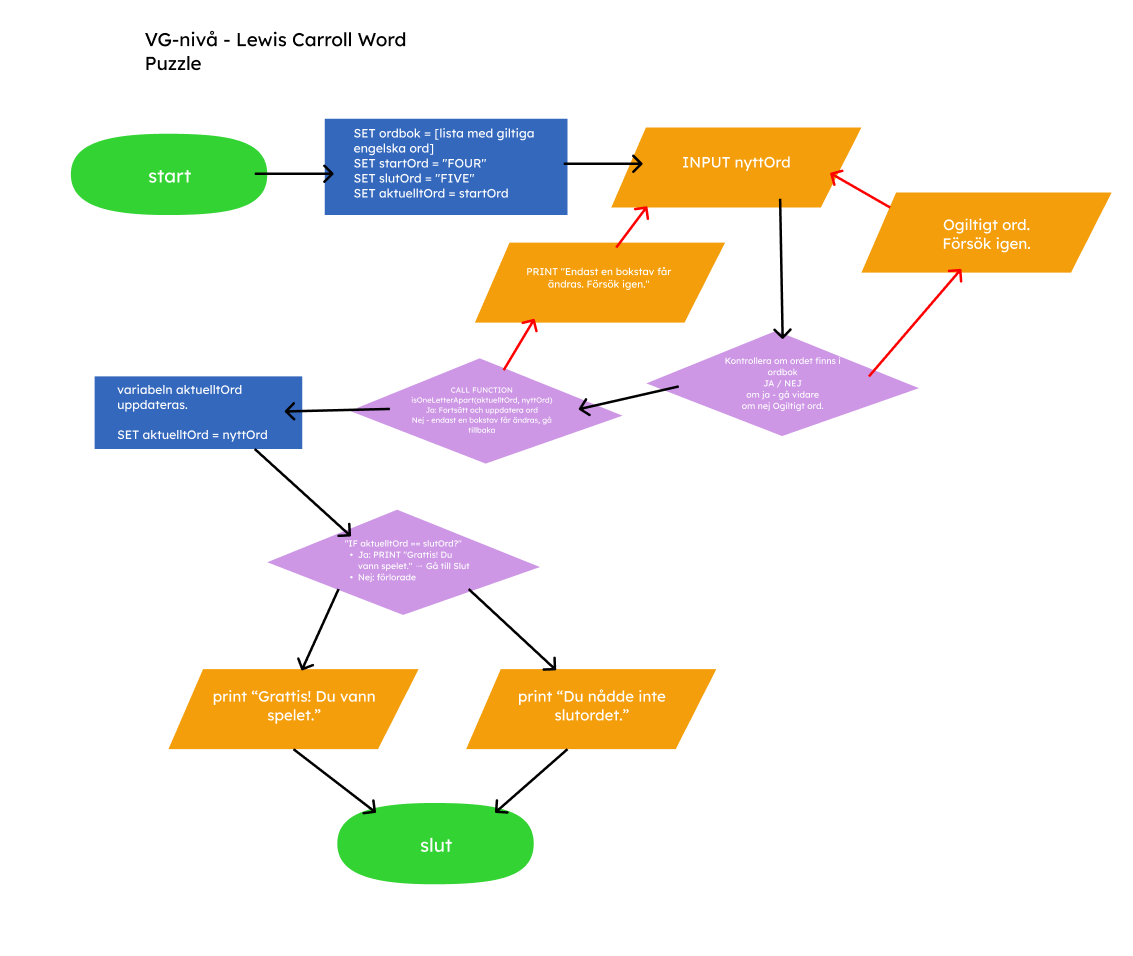 VG-nivå - Lewis Carroll Word
Puzzle
start
SET ordbok = [lista med giltiga
engelska ord]
SET startOrd = "FOUR"
SET slutOrd = "FIVE"
SET aktuelltOrd = startOrd
INPUT nyttOrd
Ogiltigt ord.
Försök igen.
PRINT "Endast en bokstav får
ändras. Försök igen."
Kontrollera om ordet finns i
ordbok
JA / NEJ
om ja - gå vidare
om nej Ogiltigt ord.
CALL FUNCTION
isOneLetterApart(aktuelltOrd, nyttOrd)
Ja: Fortsätt och uppdatera ord
Nej - endast en bokstav får ändras, gå
tillbaka
variabeln aktuelltOrd
uppdateras.
SET aktuelltOrd = nyttOrd
"IF aktuelltOrd == slutOrd?"
• Ja: PRINT "Grattis! Du
vann spelet." → Gå till Slut
• Nej: förlorade
print “Grattis! Du vann
spelet.”
print “Du nådde inte
slutordet.”
slut